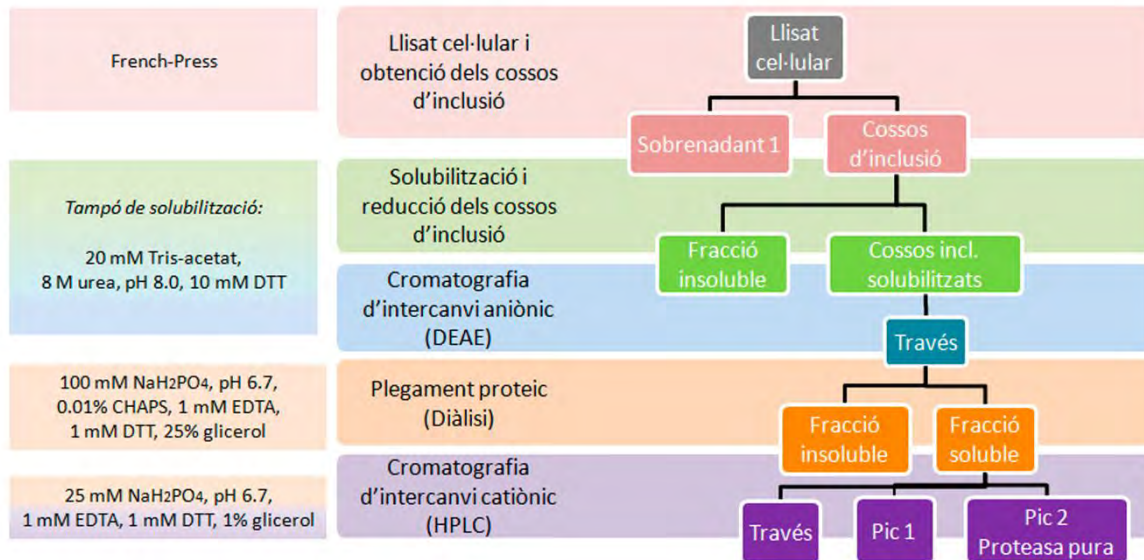 French-Press
Llisat cel·lular i
obtenció dels cossos
d'inclusió
Llisat
cel·lular
Sobrenadant 1
Cossos
d'inclusió
Tampó de solubilització:
20 mM Tris-acetat,
8 M urea, pH 8.0, 10 mM DTT
Solubilització i
reducció dels cossos
d'inclusió
Fracció
insoluble
Cossos incl.
solubilitzats
Cromatografia
d'intercanvi aniònic
(DEAE)
Través
100 mM NaH2PO4, pH 6.7,
0.01% CHAPS, 1 mM EDTA,
1 mM DTT, 25% glicerol
Plegament proteic
(Diàlisi)
Fracció
insoluble
Fracció
soluble
25 mM NaH2PO4, pH 6.7,
1 mM EDTA, 1 mM DTT, 1% glicerol
Cromatografia
d'intercanvi catiònic
(HPLC)
Través
Pic 1
Pic 2
Proteasa pura